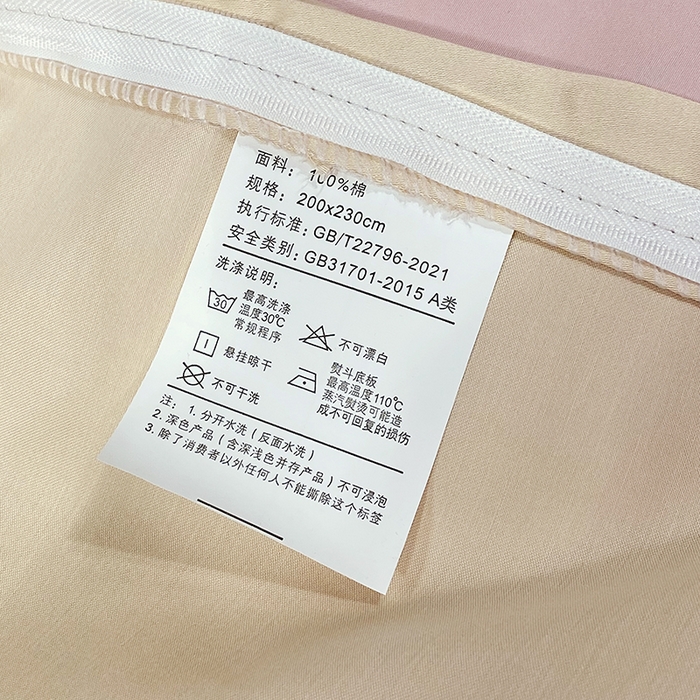 面料：100%棉
规格：200x230cm
执行标准：GB/T22796-2021
安全类别：GB31701-2015 A类
洗涤说明：
30
最高洗涤
温度30℃
常规程序
不可漂白
悬挂晾干
熨斗底板
最高温度110℃
蒸汽熨烫可能造
成不可回复的损伤
不可干洗
注：1. 分开水洗（反面水洗）
2. 深色产品（含深浅色并存产品）不可浸泡
3. 除了消费者以外任何人不能撕除这个标签